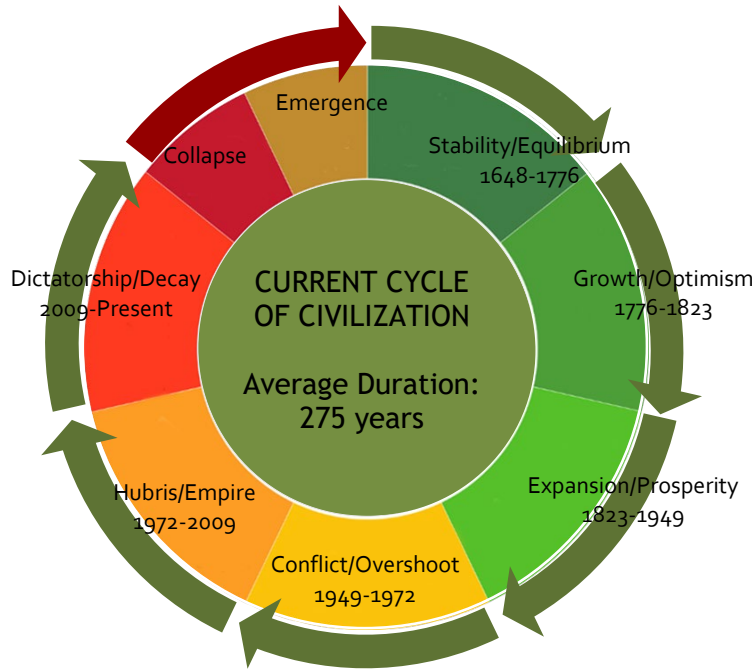 Emergence
Stability/Equilibrium
1648-1776
Growth/Optimism
1776-1823
Expansion/Prosperity
1823-1949
Conflict/Overshoot
1949-1972
Hubris/Empire
1972-2009
Dictatorship/Decay
2009-Present
Collapse
CURRENT CYCLE
OF CIVILIZATION
Average Duration:
275 years